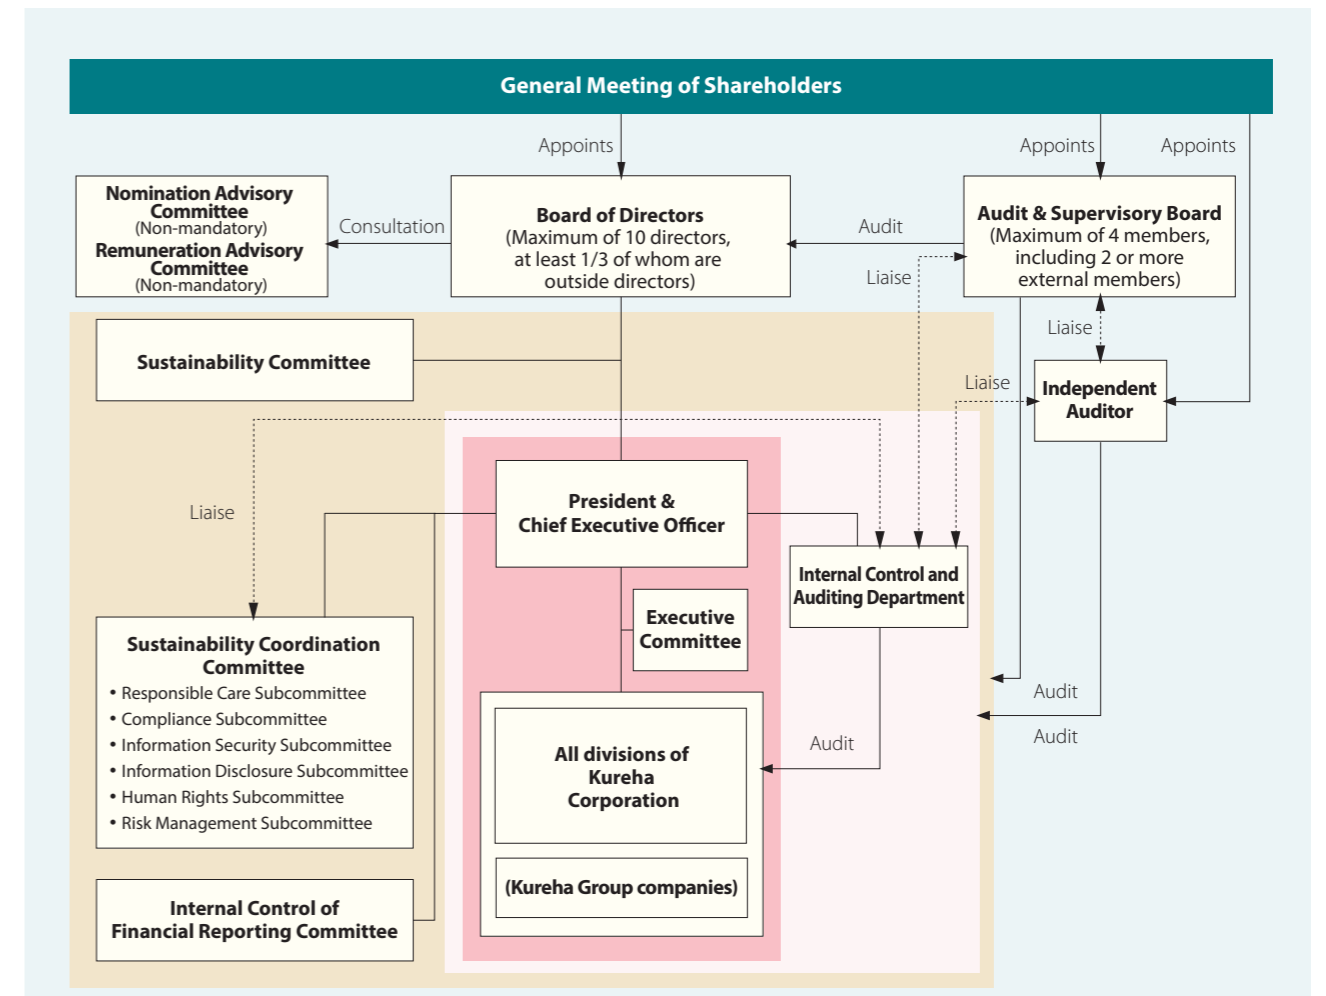 General Meeting of Shareholders
Appoints
Appoints
Appoints
Nomination Advisory
Committee
(Non-mandatory)
Remuneration Advisory
Committee
(Non-mandatory)
Consultation
Board of Directors
(Maximum of 10 directors,
at least 1/3 of whom are
outside directors)
Audit
Liaise
Audit & Supervisory Board
(Maximum of 4 members,
including 2 or more
external members)
Liaise
Sustainability Committee
Liaise
Independent
Auditor
Liaise
President &
Chief Executive Officer
Internal Control and
Auditing Department
Executive
Committee
Sustainability Coordination
Committee
• Responsible Care Subcommittee
• Compliance Subcommittee
• Information Security Subcommittee
• Information Disclosure Subcommittee
• Human Rights Subcommittee
• Risk Management Subcommittee
Audit
Audit
Audit
All divisions of
Kureha
Corporation
(Kureha Group companies)
Internal Control of
Financial Reporting Committee